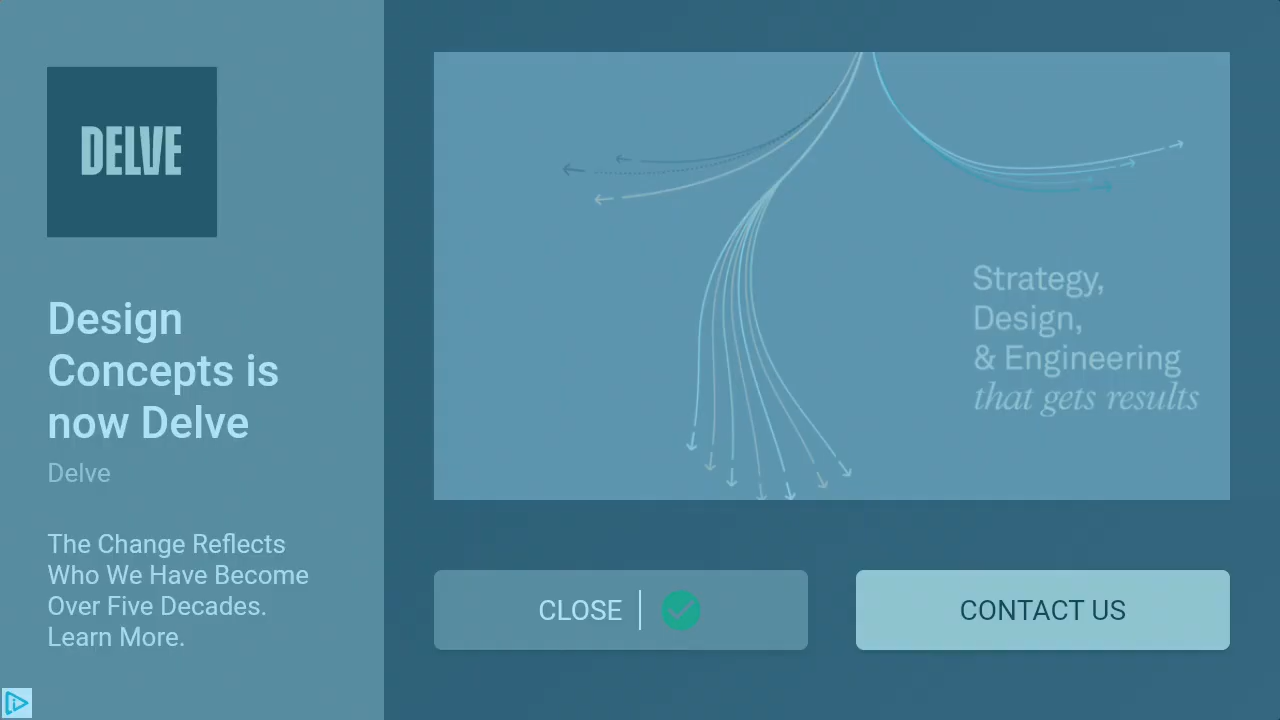 DELVE
Design
Concepts is
now Delve
Delve
The Change Reflects
Who We Have Become
Over Five Decades.
Learn More.
Strategy,
Design,
& Engineering
that gets results
CLOSE
CONTACT US